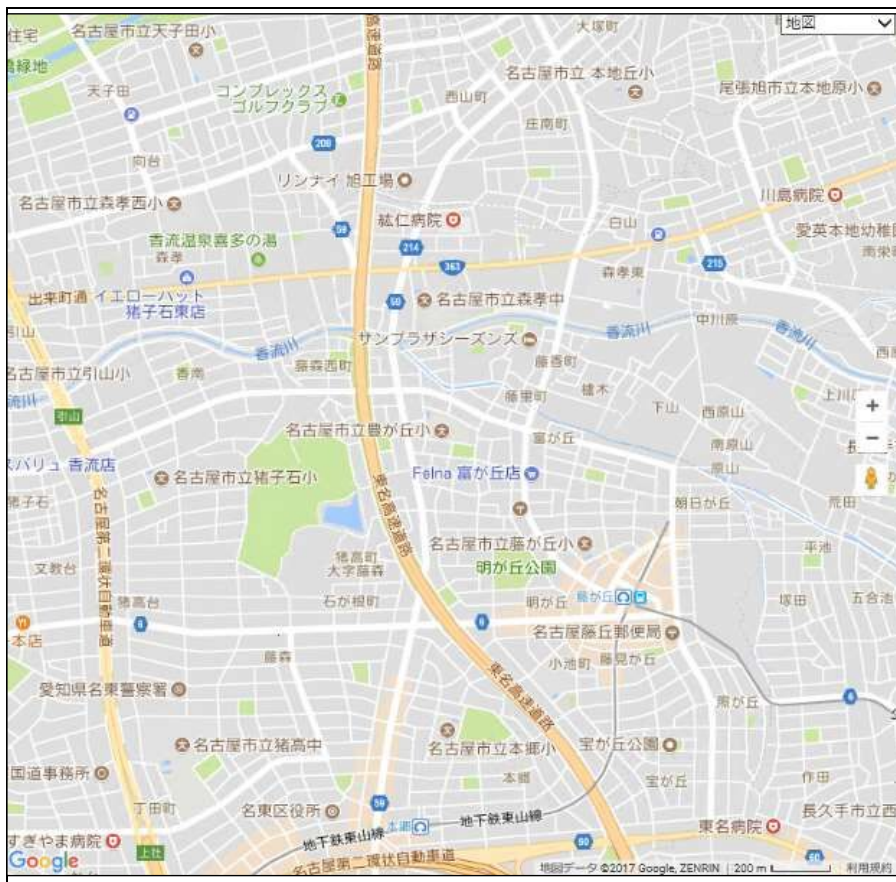 住宅
名古屋市立天子田小
高速道路
大塚町
地図
緑地
コンプレックス
ゴルフクラブ
天子田
名古屋市立 本地丘小
尾張旭市立本地原小
西山町
庄南町
208
向台
リンナイ 旭工場
名古屋市立森孝西小
川島病院
59
紘仁病院
白山
愛英本地幼稚園
香流温泉喜多の湯
森孝
214
南栄町
363
215
森孝東
出来町通
イエローハット
猪子石東店
59
名古屋市立森孝中
中川原
引山
サンプラザシーズンズ
香流川
香流川
香流川
名古屋市立引山小
香南
藤森西町
藤香町
香流川
藤里町
植木
下山
西原山
上川原
+
引山
名古屋市立豊が丘小
富が丘
南原山
−
バリュ 香流店
名古屋市立猪子石小
Felna 富が丘店
原山
猪子石
名古屋第二環状自動車道
東名高速道路
朝日が丘
荒田
名古屋市立藤が丘小
平池
文教台
猪高町
大字藤森
明が丘公園
猪高台
石が根町
明が丘
藤が丘
塚田
五合池
6
6
本店
名古屋藤丘郵便局
藤森
小池町
藤見が丘
愛知県名東警察署
東名高速道路
照が丘
6
名古屋市立猪高中
名古屋市立本郷小
宝が丘公園
国道事務所
本郷
宝が丘
作田
丁田町
名東区役所
59
長久手市立西
本郷
地下鉄東山線
地下鉄東山線
すぎやま病院
上社
東名病院
60
60
名古屋第二環状自動車道
Google
地図データ ©2017 Google, ZENRIN
200 m
利用規約